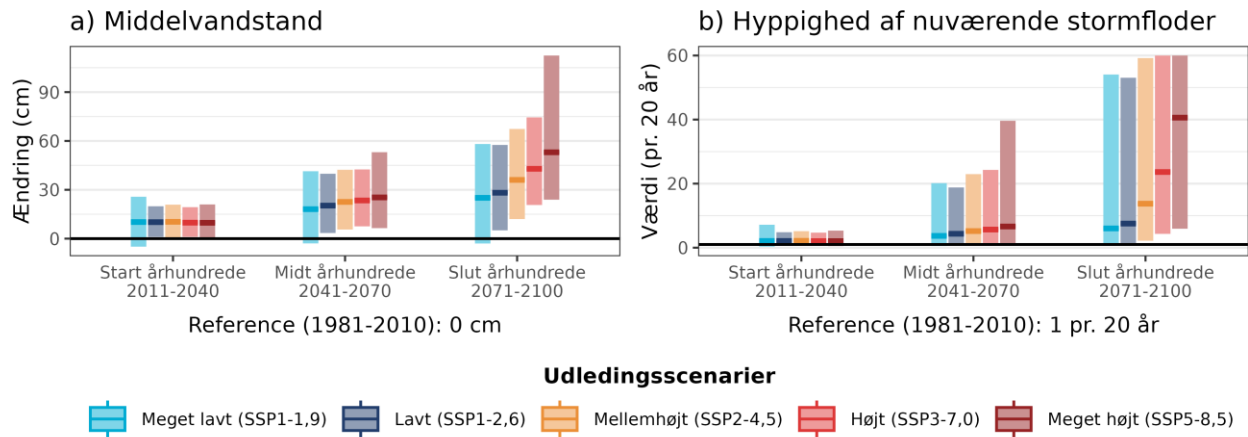 a) Middelvandstand
Ændring (cm)
90
60
30
0
Start århundrede
2011-2040
Midt århundrede
2041-2070
Slut århundrede
2071-2100
Reference (1981-2010): 0 cm
b) Hyppighed af nuværende stormfloder
Værdi (pr. 20 år)
60
40
20
0
Start århundrede
2011-2040
Midt århundrede
2041-2070
Slut århundrede
2071-2100
Reference (1981-2010): 1 pr. 20 år
Udledingsscenarier
Meget lavt (SSP1-1,9)
Lavt (SSP1-2,6)
Mellemhøjt (SSP2-4,5)
Højt (SSP3-7,0)
Meget højt (SSP5-8,5)